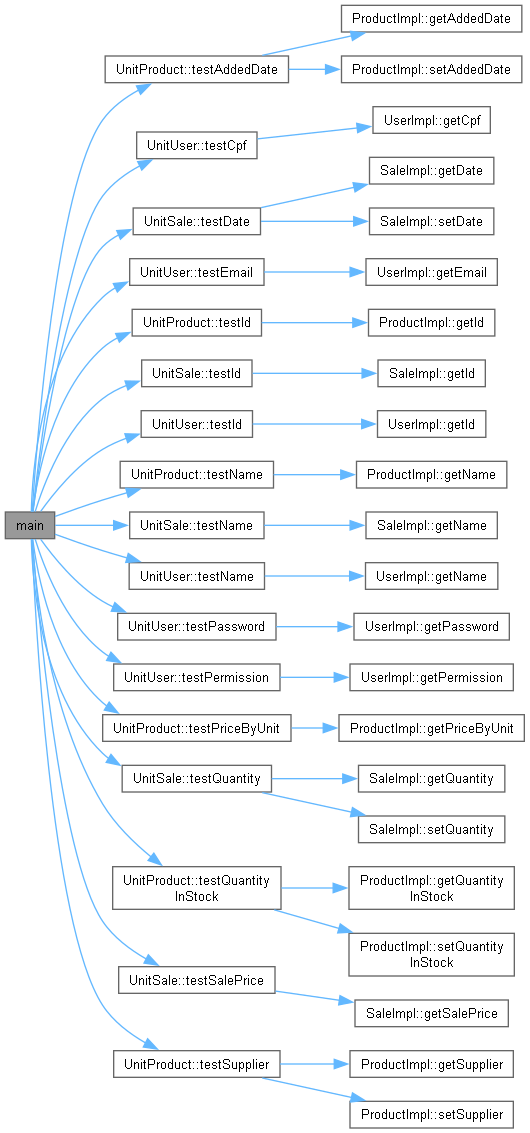 ProductImpl::getAddedDate
UnitProduct::testAddedDate
ProductImpl::setAddedDate
UserImpl::getCpf
UnitUser::testCpf
SaleImpl::getDate
UnitSale::testDate
SaleImpl::setDate
UnitUser::testEmail
UserImpl::getEmail
UnitProduct::testId
ProductImpl::getId
UnitSale::testId
SaleImpl::getId
UnitUser::testId
UserImpl::getId
UnitProduct::testName
ProductImpl::getName
main
UnitSale::testName
SaleImpl::getName
UnitUser::testName
UserImpl::getName
UnitUser::testPassword
UserImpl::getPassword
UnitUser::testPermission
UserImpl::getPermission
UnitProduct::testPriceByUnit
ProductImpl::getPriceByUnit
UnitSale::testQuantity
SaleImpl::getQuantity
SaleImpl::setQuantity
UnitProduct::testQuantity
InStock
ProductImpl::getQuantity
InStock
ProductImpl::setQuantity
InStock
UnitSale::testSalePrice
SaleImpl::getSalePrice
UnitProduct::testSupplier
ProductImpl::getSupplier
ProductImpl::setSupplier